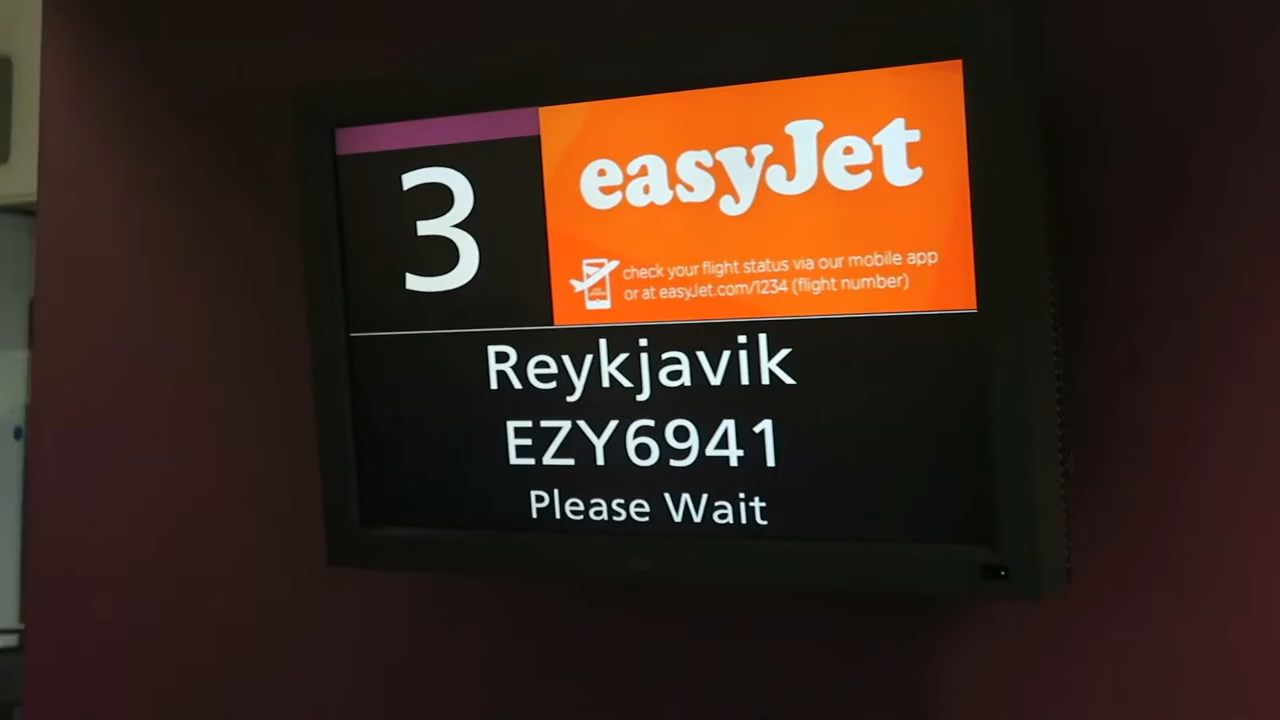 3
easyJet
check your flight status via our mobile app
or at easyJet.com/1234 (flight number)
Reykjavik
EZY6941
Please Wait